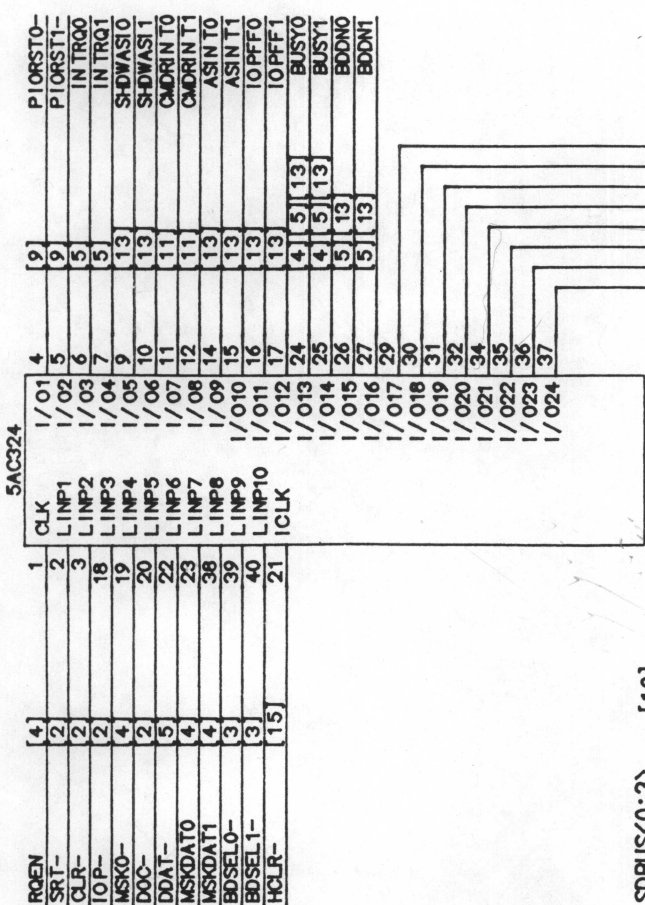 5AC324
RQEN [4] 1 CLK I/O1 4 [9] PIORST0-
SRT- [2] 2 LINP1 I/O2 5 [9] PIORST1-
CLR- [2] 3 LINP2 I/O3 6 [5] INTRQ0
IOP- [2] 18 LINP3 I/O4 7 [5] INTRQ1
MSK0- [4] 19 LINP4 I/O5 9 [13] SHDWASI0
DOC- [2] 20 LINP5 I/O6 10 [13] SHDWASI1
DDAT- [5] 22 LINP6 I/O7 11 [11] CMDRINT0
MSKDAT0 [4] 23 LINP7 I/O8 12 [11] CMDRINT1
MSKDAT1 [4] 38 LINP8 I/O9 14 [13] ASINT0
BDSEL0- [3] 39 LINP9 I/O10 15 [13] ASINT1
BDSEL1- [3] 40 LINP10 I/O11 16 [13] IOPFF0
HCLR- [15] 21 ICLK I/O12 17 [13] IOPFF1
I/O13 24 [4] [5] [13] BUSY0
I/O14 25 [4] [5] [13] BUSY1
I/O15 26 [5] [13] BDDN0
I/O16 27 [5] [13] BDDN1
I/O17 29
I/O18 30
I/O19 31
I/O20 32
I/O21 34
I/O22 35
I/O23 36
I/O24 37